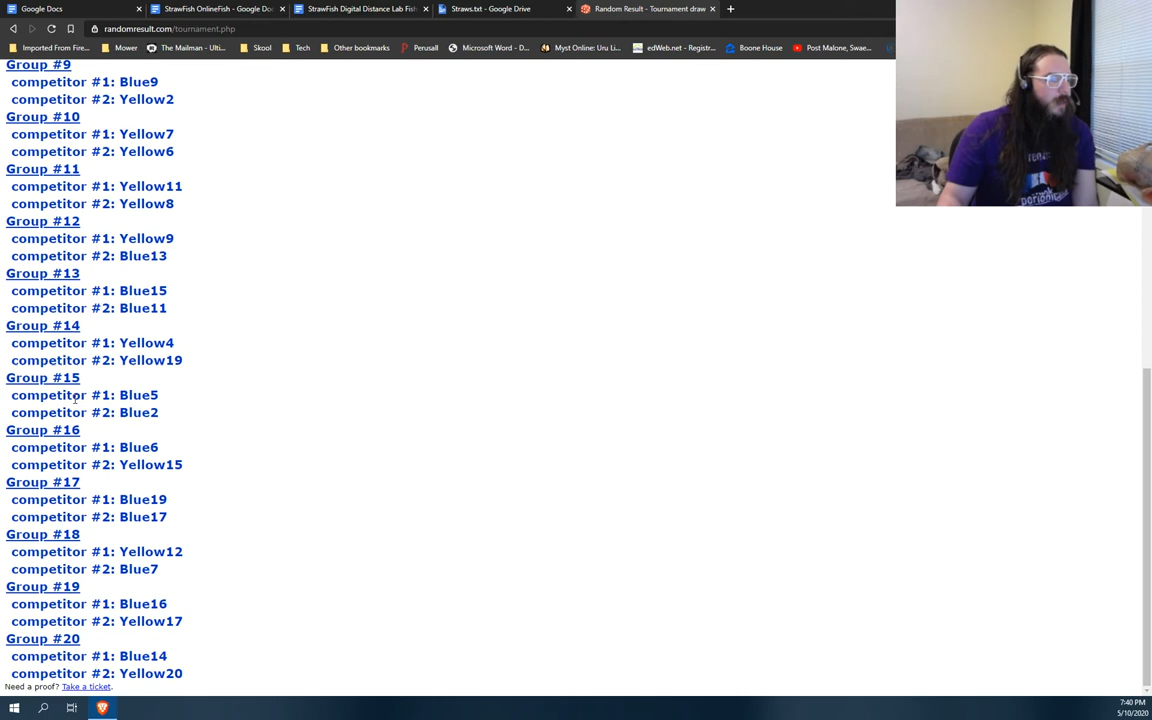 Google Docs
StrawFish OnlineFish - Google Doc
StrawFish Digital Distance Lab Fish
Straws.txt - Google Drive
Random Result - Tournament draw
randomresult.com/tournament.php
Imported From Fire...
Mower
The Mailman - Ulti...
Skool
Tech
Other bookmarks
Perusall
Microsoft Word - D...
Myst Online: Uru Li...
edWeb.net - Registr...
Boone House
Post Malone, Swae...
Group #9
competitor #1: Blue9
competitor #2: Yellow2
Group #10
competitor #1: Yellow7
competitor #2: Yellow6
Group #11
competitor #1: Yellow11
competitor #2: Yellow8
Group #12
competitor #1: Yellow9
competitor #2: Blue13
Group #13
competitor #1: Blue15
competitor #2: Blue11
Group #14
competitor #1: Yellow4
competitor #2: Yellow19
Group #15
competitor #1: Blue5
competitor #2: Blue2
Group #16
competitor #1: Blue6
competitor #2: Yellow15
Group #17
competitor #1: Blue19
competitor #2: Blue17
Group #18
competitor #1: Yellow12
competitor #2: Blue7
Group #19
competitor #1: Blue16
competitor #2: Yellow17
Group #20
competitor #1: Blue14
competitor #2: Yellow20
Need a proof? Take a ticket.
7:40 PM
5/10/2020